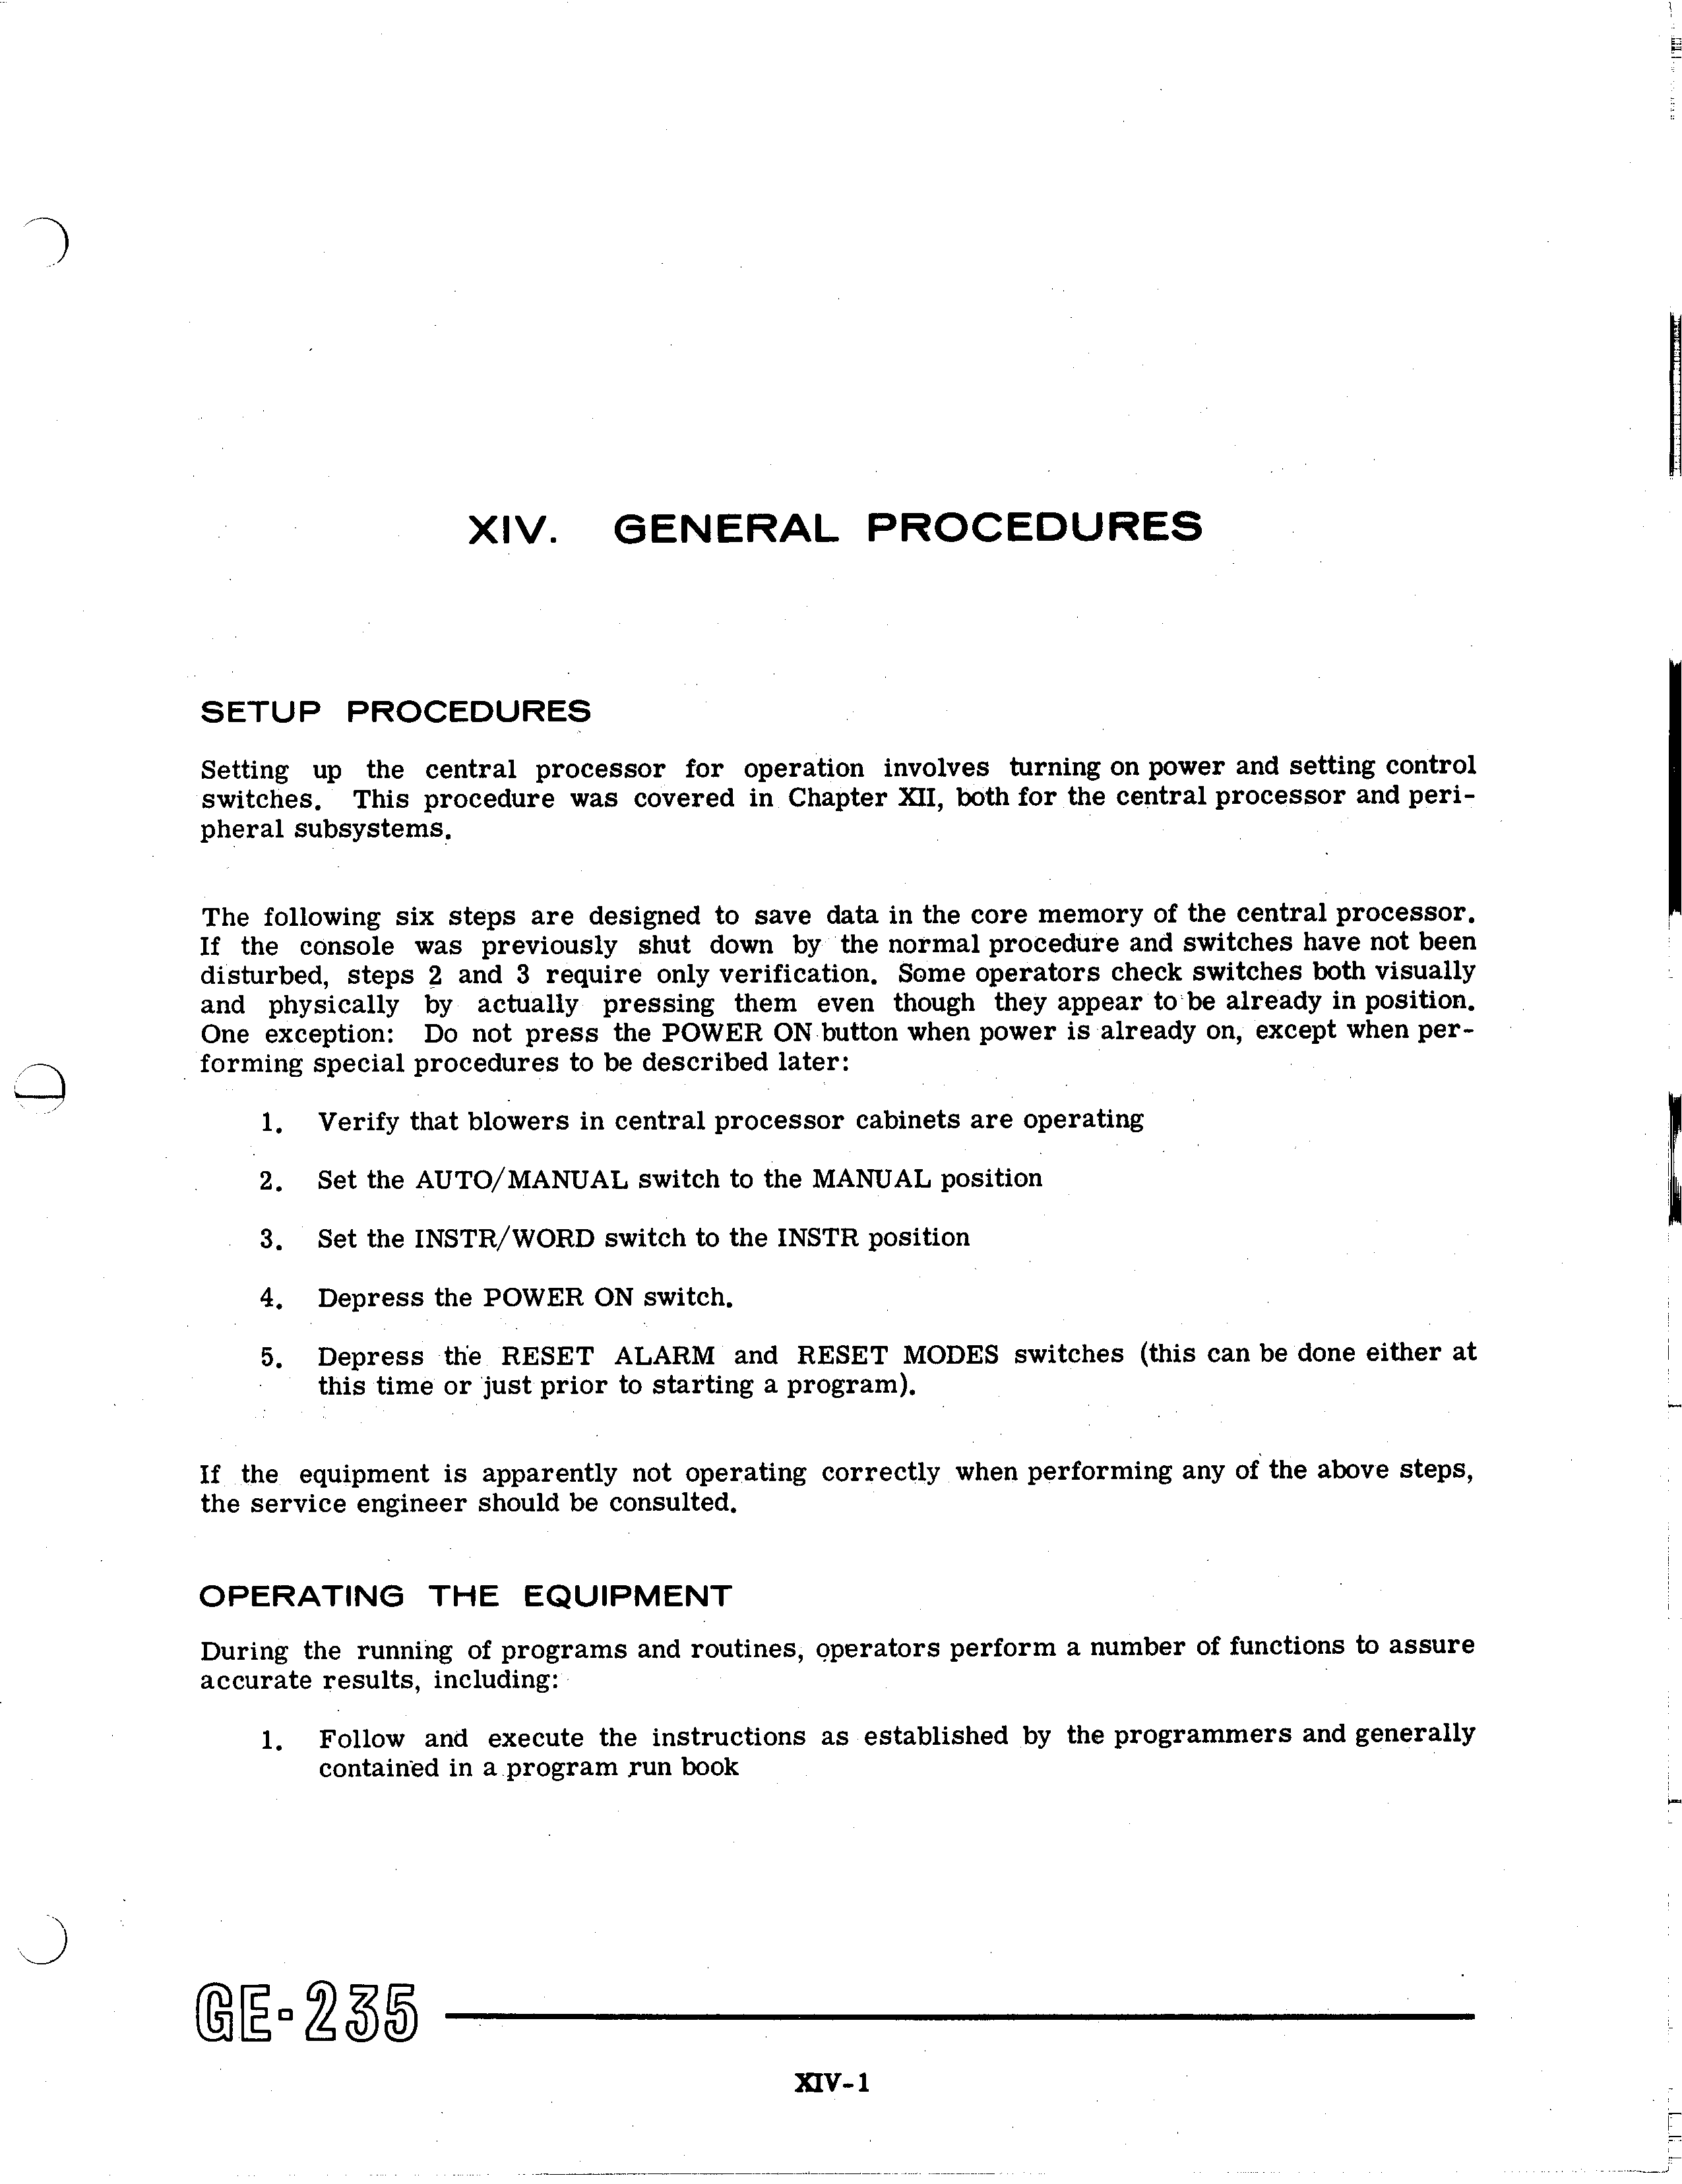 XIV. GENERAL PROCEDURES
SETUP PROCEDURES
Setting up the central processor for operation involves turning on power and setting control
switches. This procedure was covered in Chapter XII, both for the central processor and peri-
pheral subsystems.
The following six steps are designed to save data in the core memory of the central processor.
If the console was previously shut down by the normal procedure and switches have not been
disturbed, steps 2 and 3 require only verification. Some operators check switches both visually
and physically by actually pressing them even though they appear to be already in position.
One exception: Do not press the POWER ON button when power is already on, except when per-
forming special procedures to be described later:
1. Verify that blowers in central processor cabinets are operating
2. Set the AUTO/MANUAL switch to the MANUAL position
3. Set the INSTR/WORD switch to the INSTR position
4. Depress the POWER ON switch.
5. Depress the RESET ALARM and RESET MODES switches (this can be done either at
this time or just prior to starting a program).
If the equipment is apparently not operating correctly when performing any of the above steps,
the service engineer should be consulted.
OPERATING THE EQUIPMENT
During the running of programs and routines, operators perform a number of functions to assure
accurate results, including:
1. Follow and execute the instructions as established by the programmers and generally
contained in a program run book
GE-235
XIV-1